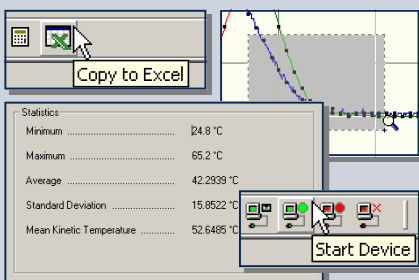 Copy to Excel
Statistics
Minimum .......................... 24.8 °C
Maximum .......................... 65.2 °C
Average .......................... 42.2939 °C
Standard Deviation ............... 15.8522 °C
Mean Kinetic Temperature ............ 52.6485 °C
Start Device